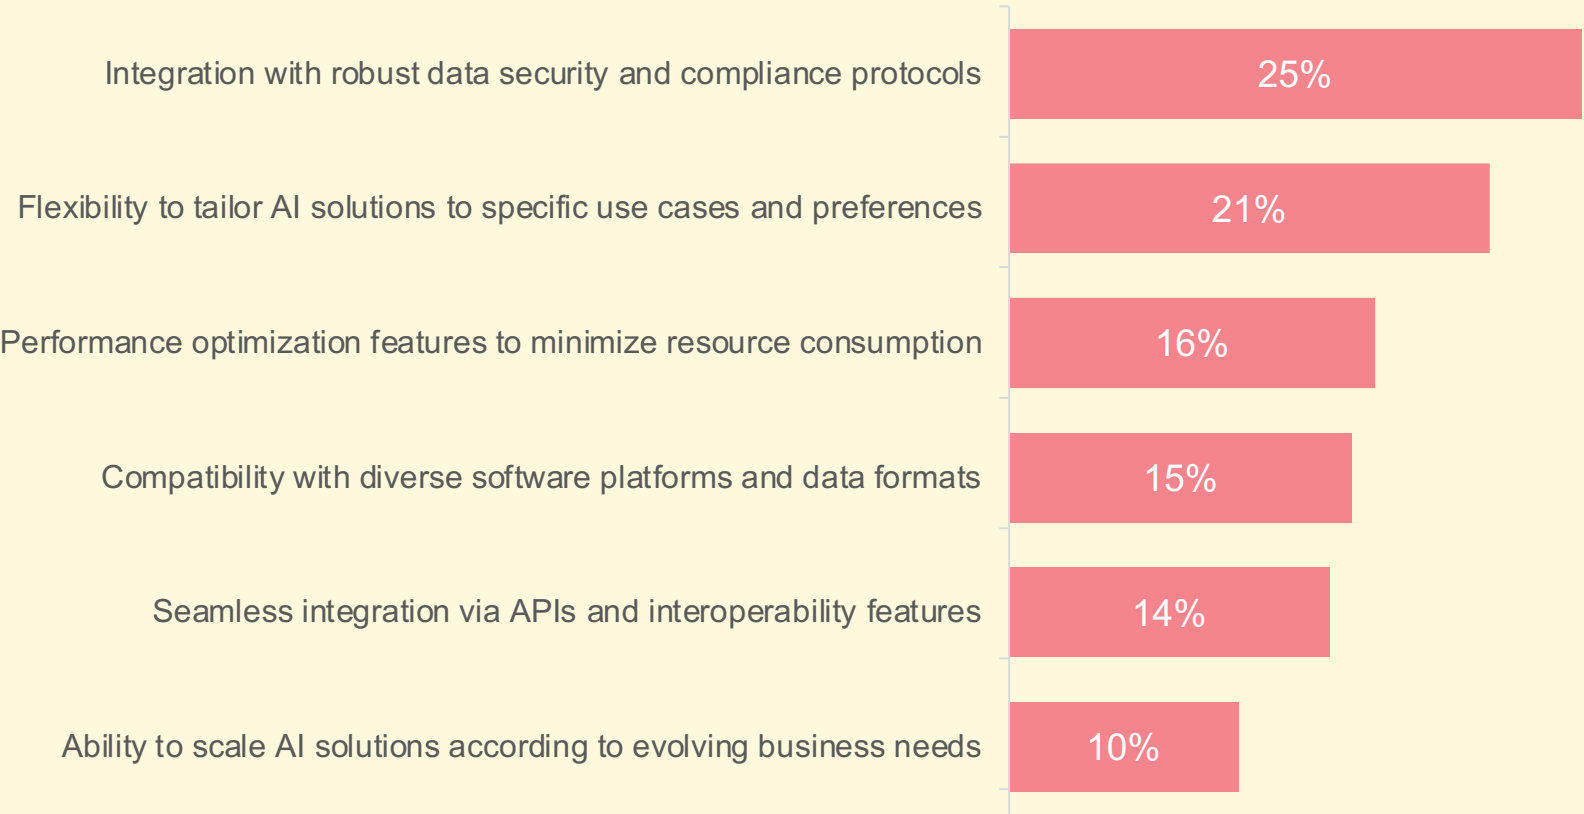 Integration with robust data security and compliance protocols 25%
Flexibility to tailor AI solutions to specific use cases and preferences 21%
Performance optimization features to minimize resource consumption 16%
Compatibility with diverse software platforms and data formats 15%
Seamless integration via APIs and interoperability features 14%
Ability to scale AI solutions according to evolving business needs 10%